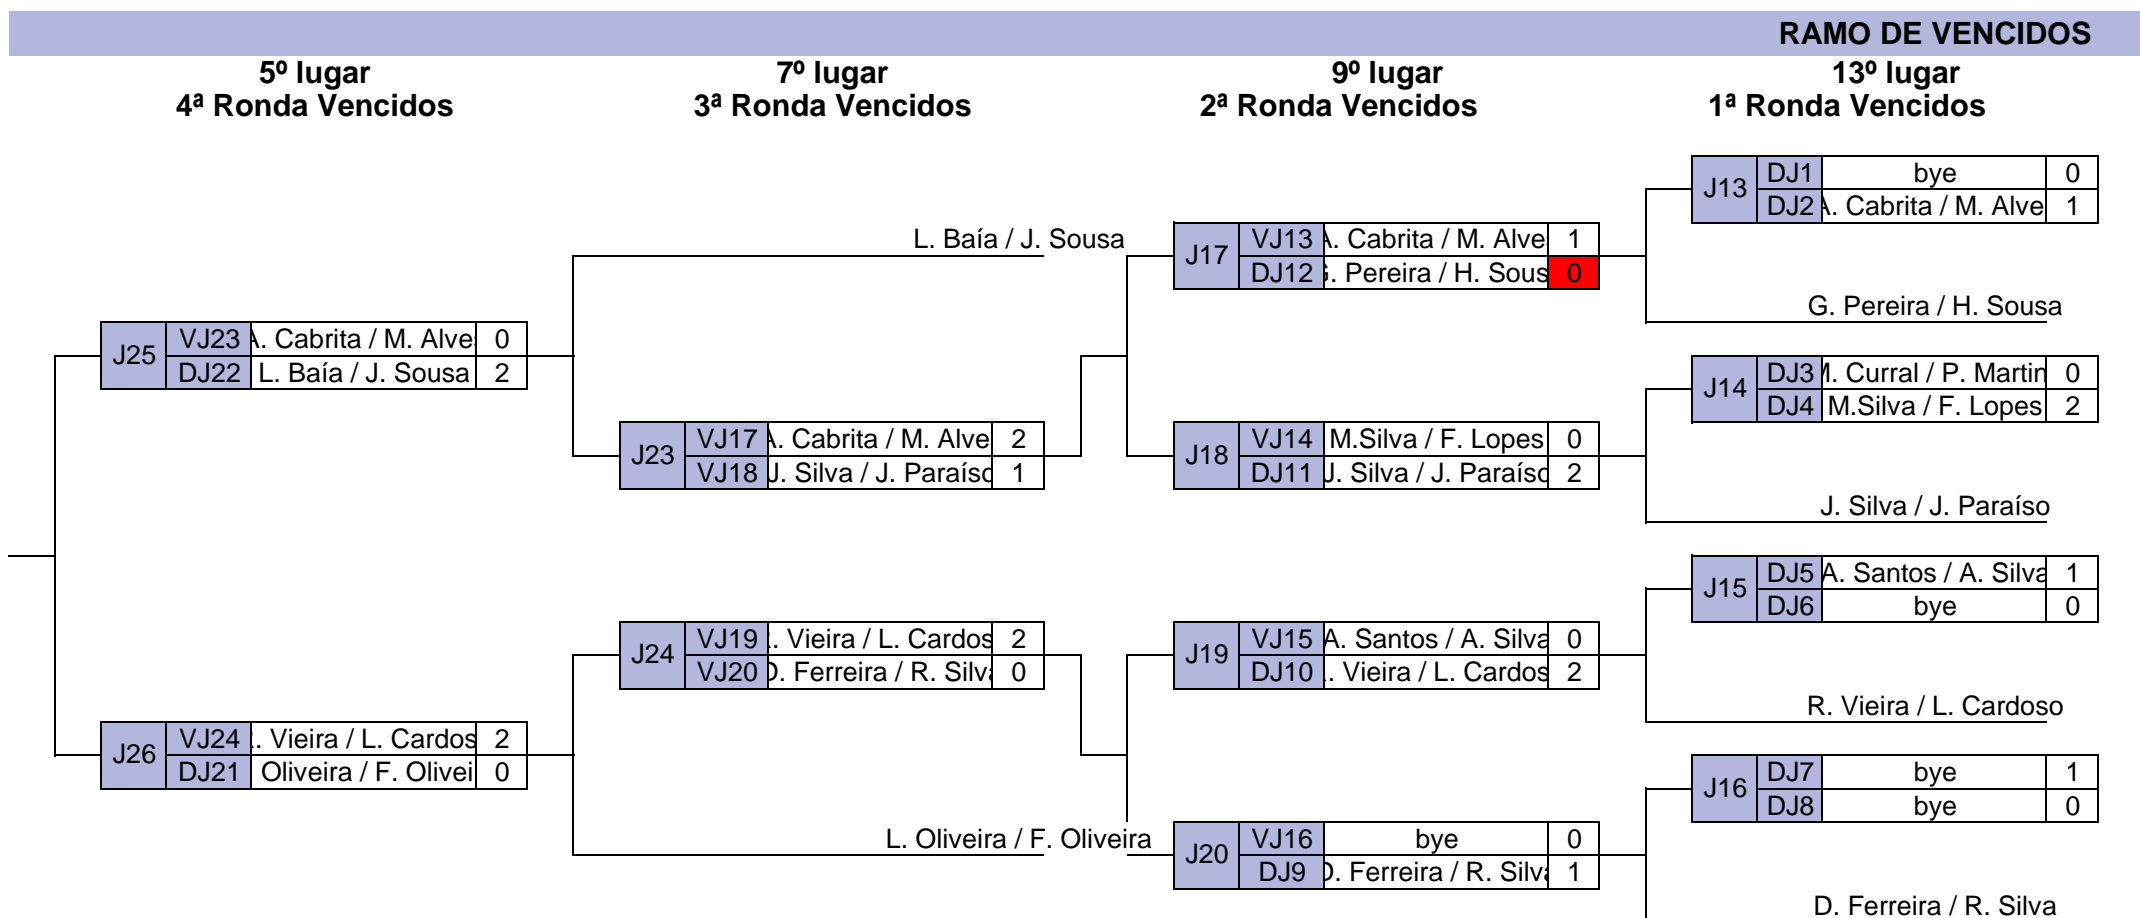 RAMO DE VENCIDOS
5º lugar 7º lugar 9º lugar 13º lugar
4ª Ronda Vencidos 3ª Ronda Vencidos 2ª Ronda Vencidos 1ª Ronda Vencidos
J13 DJ1 bye 0
DJ2 A. Cabrita / M. Alve 1
L. Baía / J. Sousa
J17 VJ13 A. Cabrita / M. Alve 1
DJ12 G. Pereira / H. Sous 0
G. Pereira / H. Sousa
J25 VJ23 A. Cabrita / M. Alve 0
DJ22 L. Baía / J. Sousa 2
J14 DJ3 M. Curral / P. Martin 0
DJ4 M.Silva / F. Lopes 2
J23 VJ17 A. Cabrita / M. Alve 2
VJ18 J. Silva / J. Paraíso 1
J18 VJ14 M.Silva / F. Lopes 0
DJ11 J. Silva / J. Paraíso 2
J. Silva / J. Paraíso
J15 DJ5 A. Santos / A. Silva 1
DJ6 bye 0
J24 VJ19 . Vieira / L. Cardos 2
VJ20 D. Ferreira / R. Silva 0
J19 VJ15 A. Santos / A. Silva 0
DJ10 . Vieira / L. Cardos 2
R. Vieira / L. Cardoso
J26 VJ24 . Vieira / L. Cardos 2
DJ21 Oliveira / F. Olivei 0
J16 DJ7 bye 1
DJ8 bye 0
L. Oliveira / F. Oliveira
J20 VJ16 bye 0
DJ9 D. Ferreira / R. Silva 1
D. Ferreira / R. Silva